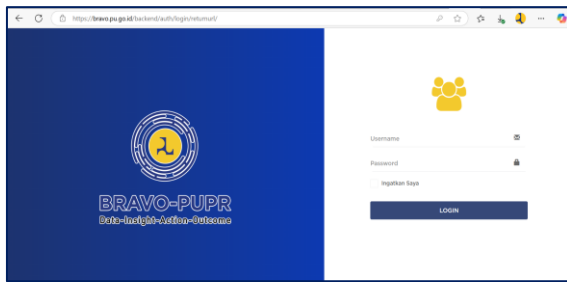 https://bravo.pu.go.id/backend/auth/login/returnurl/
BRAVO-PUPR
Data-Insight-Action-Outcome
Username
Password
Ingatkan Saya
LOGIN